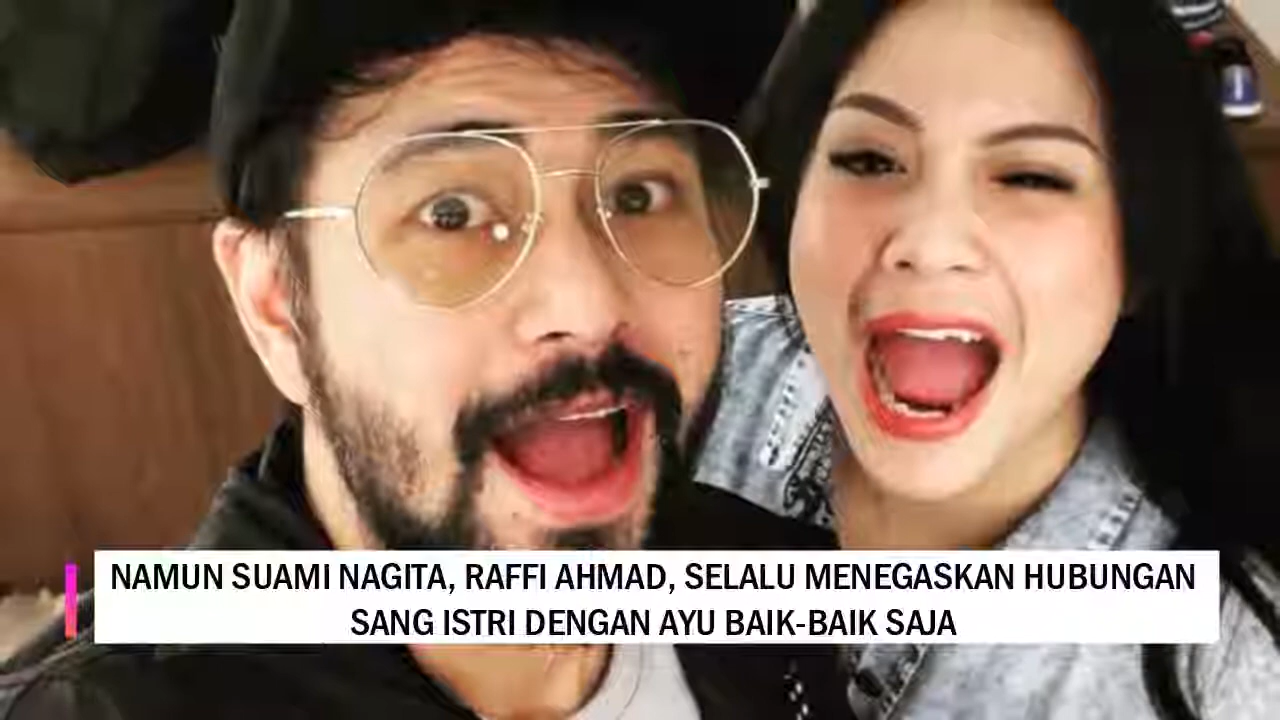 NAMUN SUAMI NAGITA, RAFFI AHMAD, SELALU MENEGASKAN HUBUNGAN
SANG ISTRI DENGAN AYU BAIK-BAIK SAJA